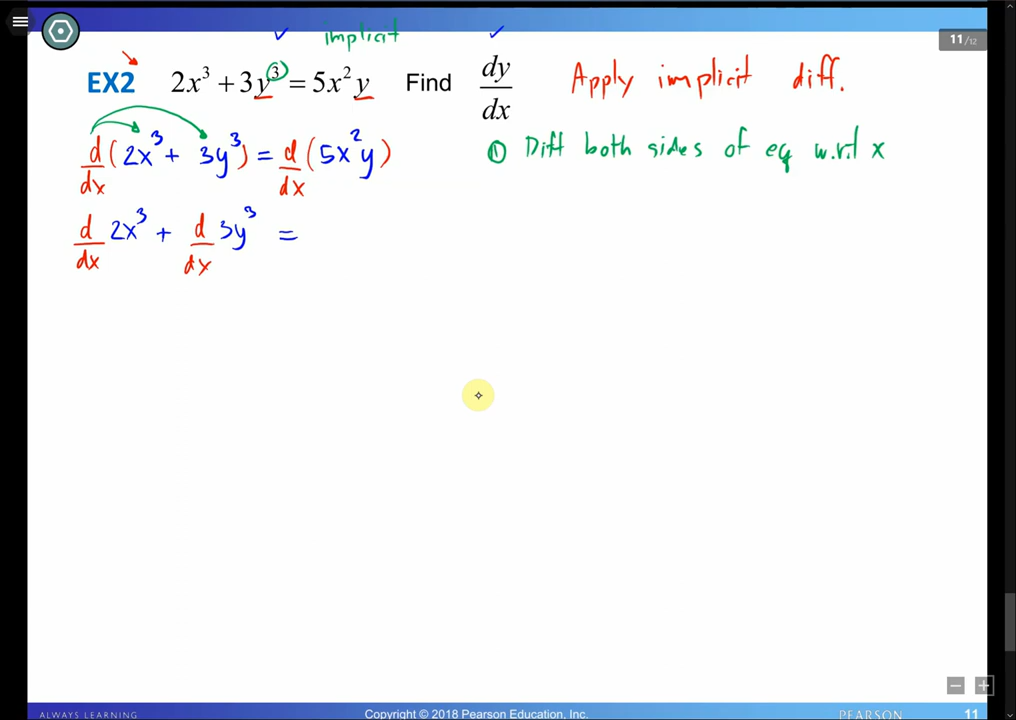 implicit
11/12
EX2 2x³ + 3y³ = 5x²y Find dy/dx Apply implicit diff.
d/dx (2x³ + 3y³) = d/dx (5x²y) ① Diff both sides of eq w.r.t x
d/dx 2x³ + d/dx 3y³ =
ALWAYS LEARNING Copyright © 2018 Pearson Education, Inc. PEARSON 11